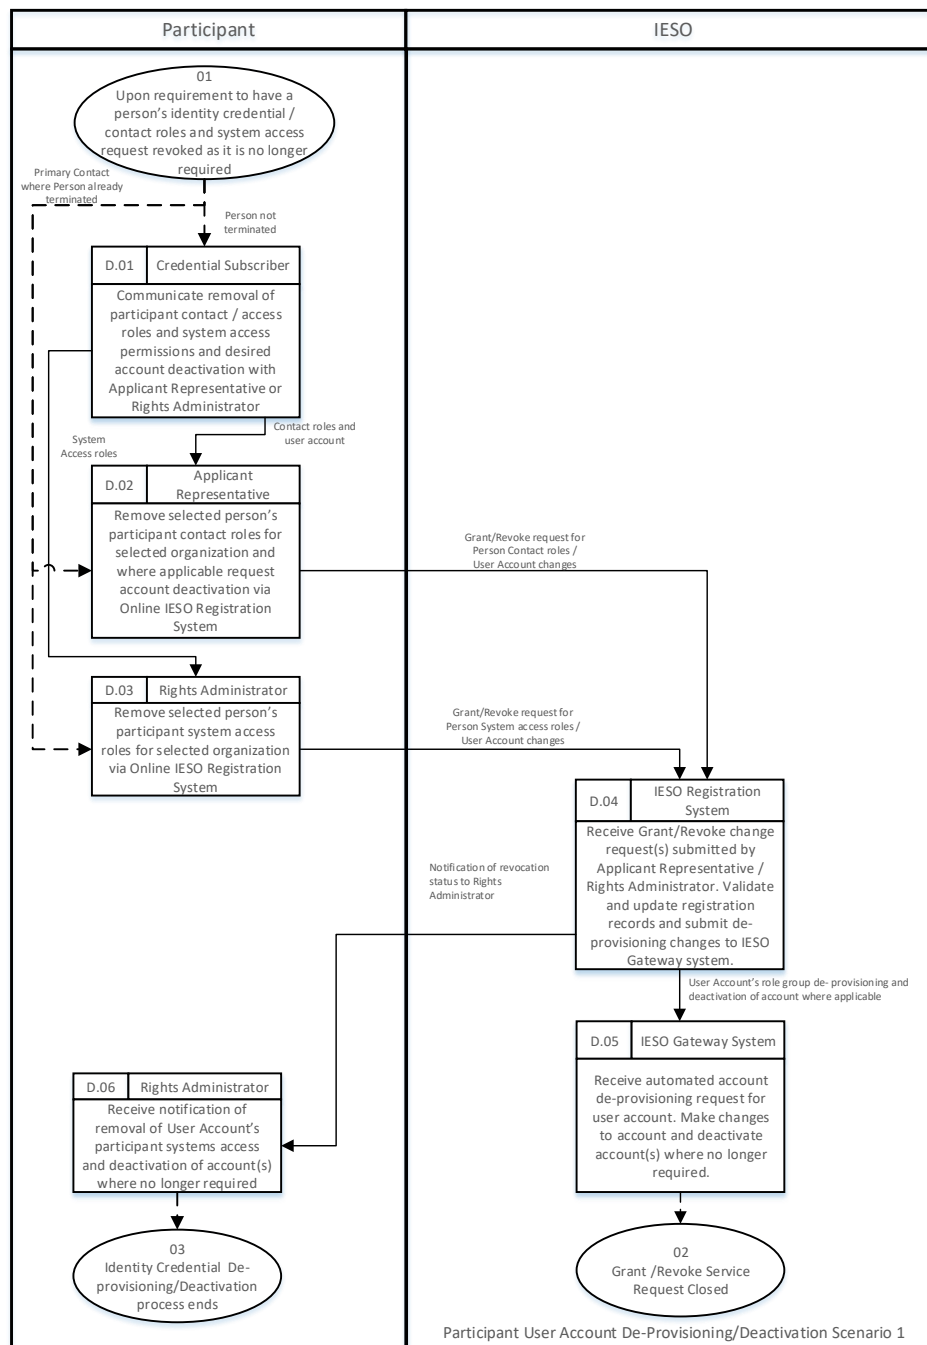 Participant
IESO
01
Upon requirement to have a
person's identity credential /
contact roles and system access
request revoked as it is no longer
required
Primary Contact
where Person already
terminated
Person not
terminated
D.01
Credential Subscriber
Communicate removal of
participant contact / access
roles and system access
permissions and desired
account deactivation with
Applicant Representative or
Rights Administrator
Contact roles and
user account
System
Access roles
D.02
Applicant
Representative
Remove selected person's
participant contact roles for
selected organization and
where applicable request
account deactivation via
Online IESO Registration
System
Grant/Revoke request for
Person Contact roles /
User Account changes
D.03
Rights Administrator
Remove selected person's
participant system access
roles for selected organization
via Online IESO Registration
System
Grant/Revoke request for
Person System access roles /
User Account changes
D.04
IESO Registration
System
Receive Grant/Revoke change
request(s) submitted by
Applicant Representative /
Rights Administrator. Validate
and update registration
records and submit de-
provisioning changes to IESO
Gateway system.
Notification of revocation
status to Rights
Administrator
User Account's role group de- provisioning and
deactivation of account where applicable
D.05
IESO Gateway System
Receive automated account
de-provisioning request for
user account. Make changes
to account and deactivate
account(s) where no longer
required.
D.06
Rights Administrator
Receive notification of
removal of User Account's
participant systems access
and deactivation of account(s)
where no longer required
03
Identity Credential De-
provisioning/Deactivation
process ends
02
Grant /Revoke Service
Request Closed
Participant User Account De-Provisioning/Deactivation Scenario 1